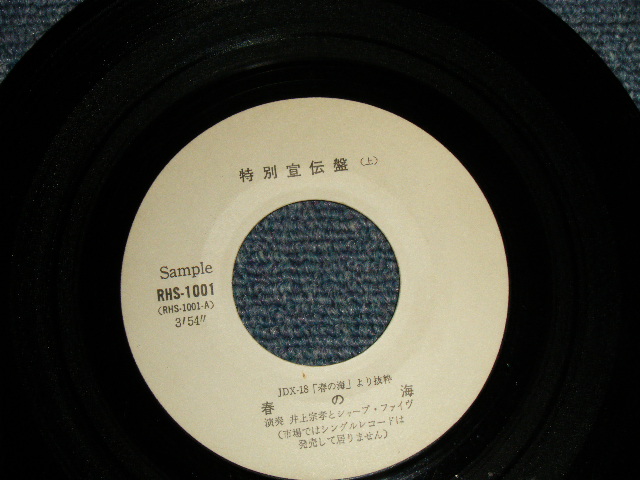 特別宣伝盤（上）
Sample
RHS-1001
〈RHS-1001-A〉
3′54″
JDX-18「春の海」より抜粋
春の海
演奏 井上宗孝とシャープ・ファイヴ
（市場ではシングルレコードは
発売して居りません）